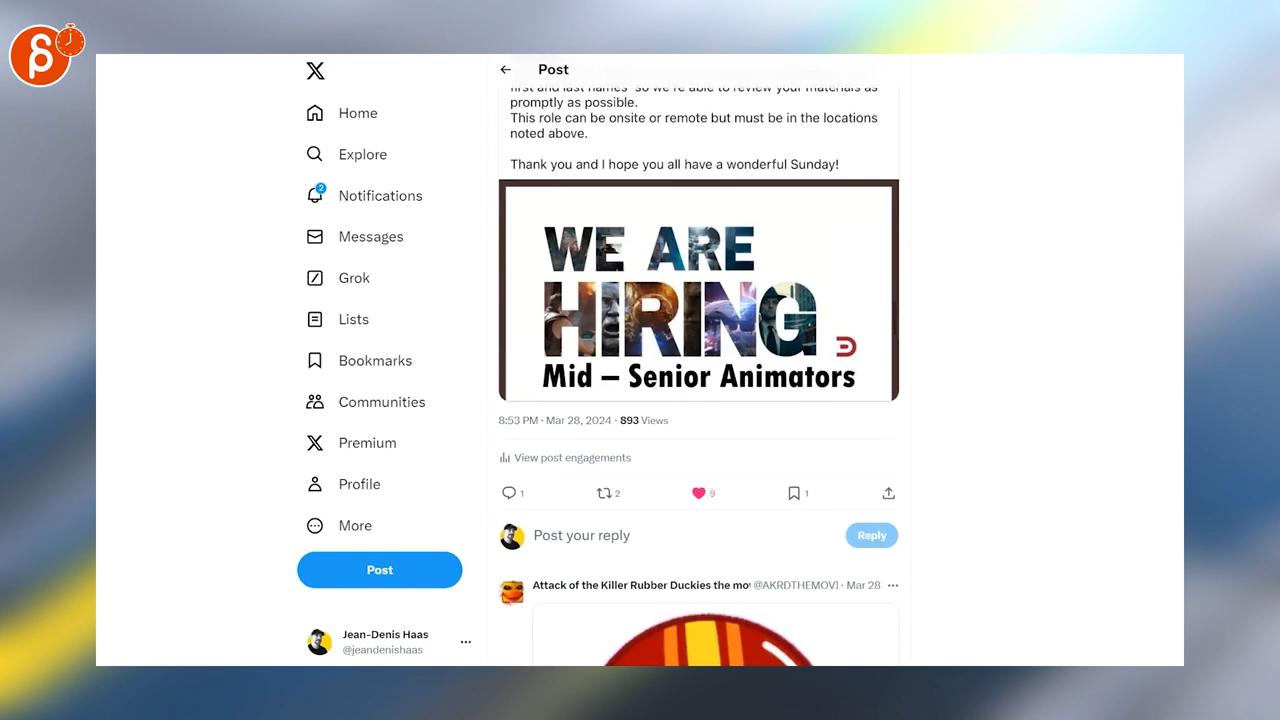 Home
Explore
2
Notifications
Messages
Grok
Lists
Bookmarks
Communities
Premium
Profile
More
Post
Jean-Denis Haas
@jeandenishaas
Post
first and last names" so we're able to review your materials as
promptly as possible.
This role can be onsite or remote but must be in the locations
noted above.
Thank you and I hope you all have a wonderful Sunday!
WE ARE
HIRING
Mid – Senior Animators
8:53 PM · Mar 28, 2024 · 893 Views
View post engagements
1 2 9 1
Post your reply
Reply
Attack of the Killer Rubber Duckies the mo @AKRDTHEMOVI · Mar 28